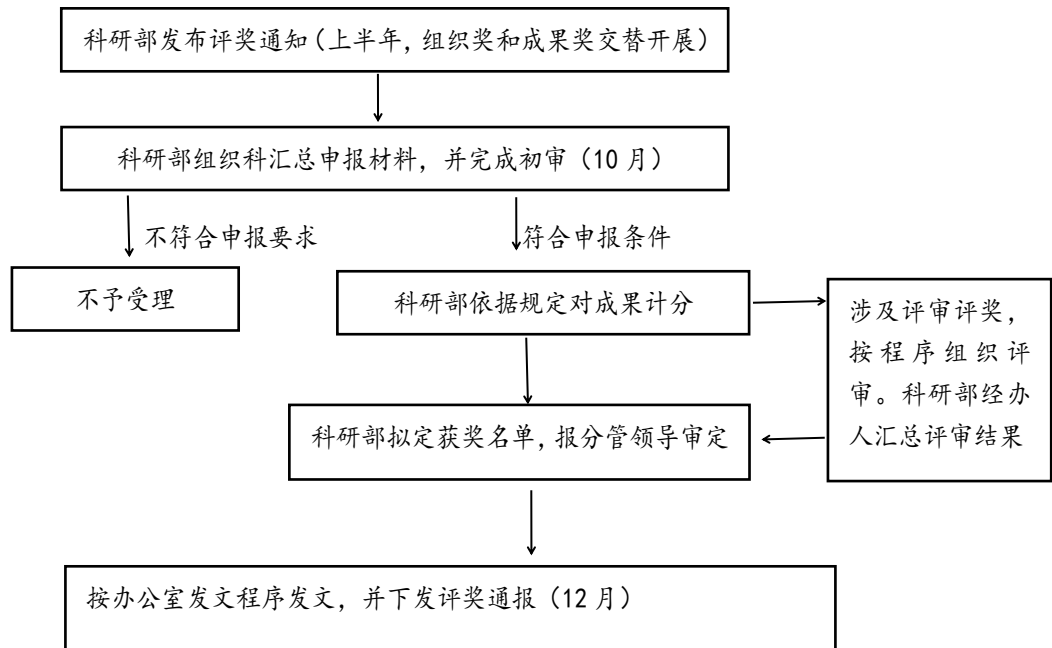 科研部发布评奖通知（上半年，组织奖和成果奖交替开展）
科研部组织科汇总申报材料，并完成初审（10 月）
不符合申报要求
符合申报条件
不予受理
科研部依据规定对成果计分
涉及评审评奖，
按程序组织评
审。科研部经办
人汇总评审结果
科研部拟定获奖名单，报分管领导审定
按办公室发文程序发文，并下发评奖通报（12 月）